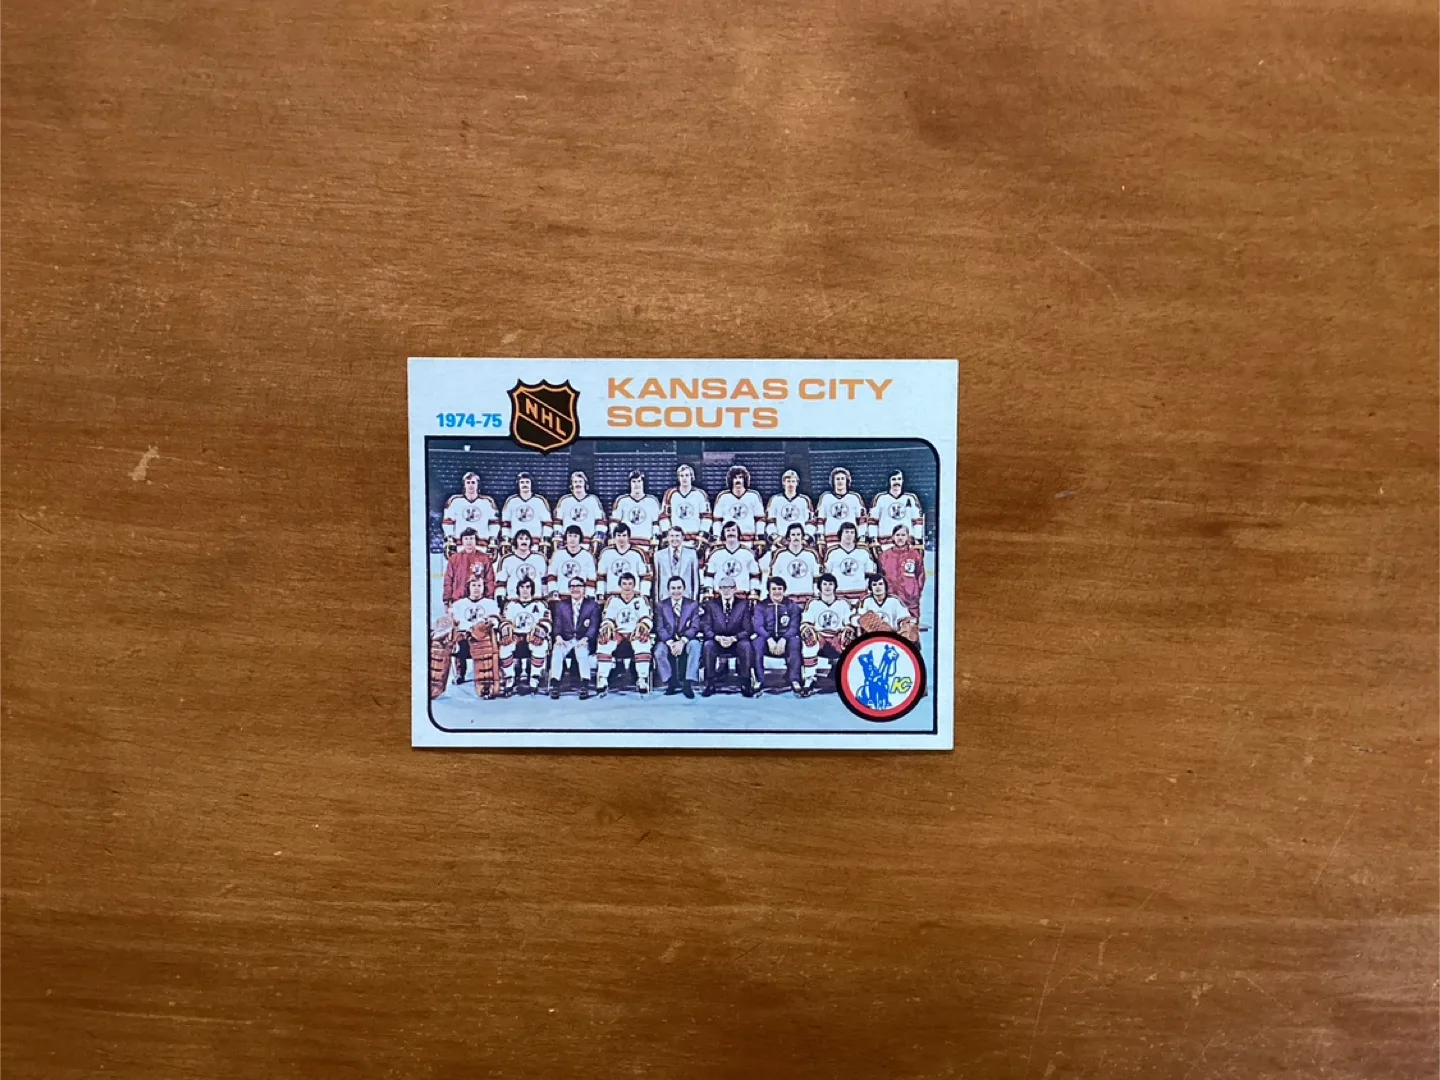 1974-75
NHL
KANSAS CITY
SCOUTS
A
A
C
KC